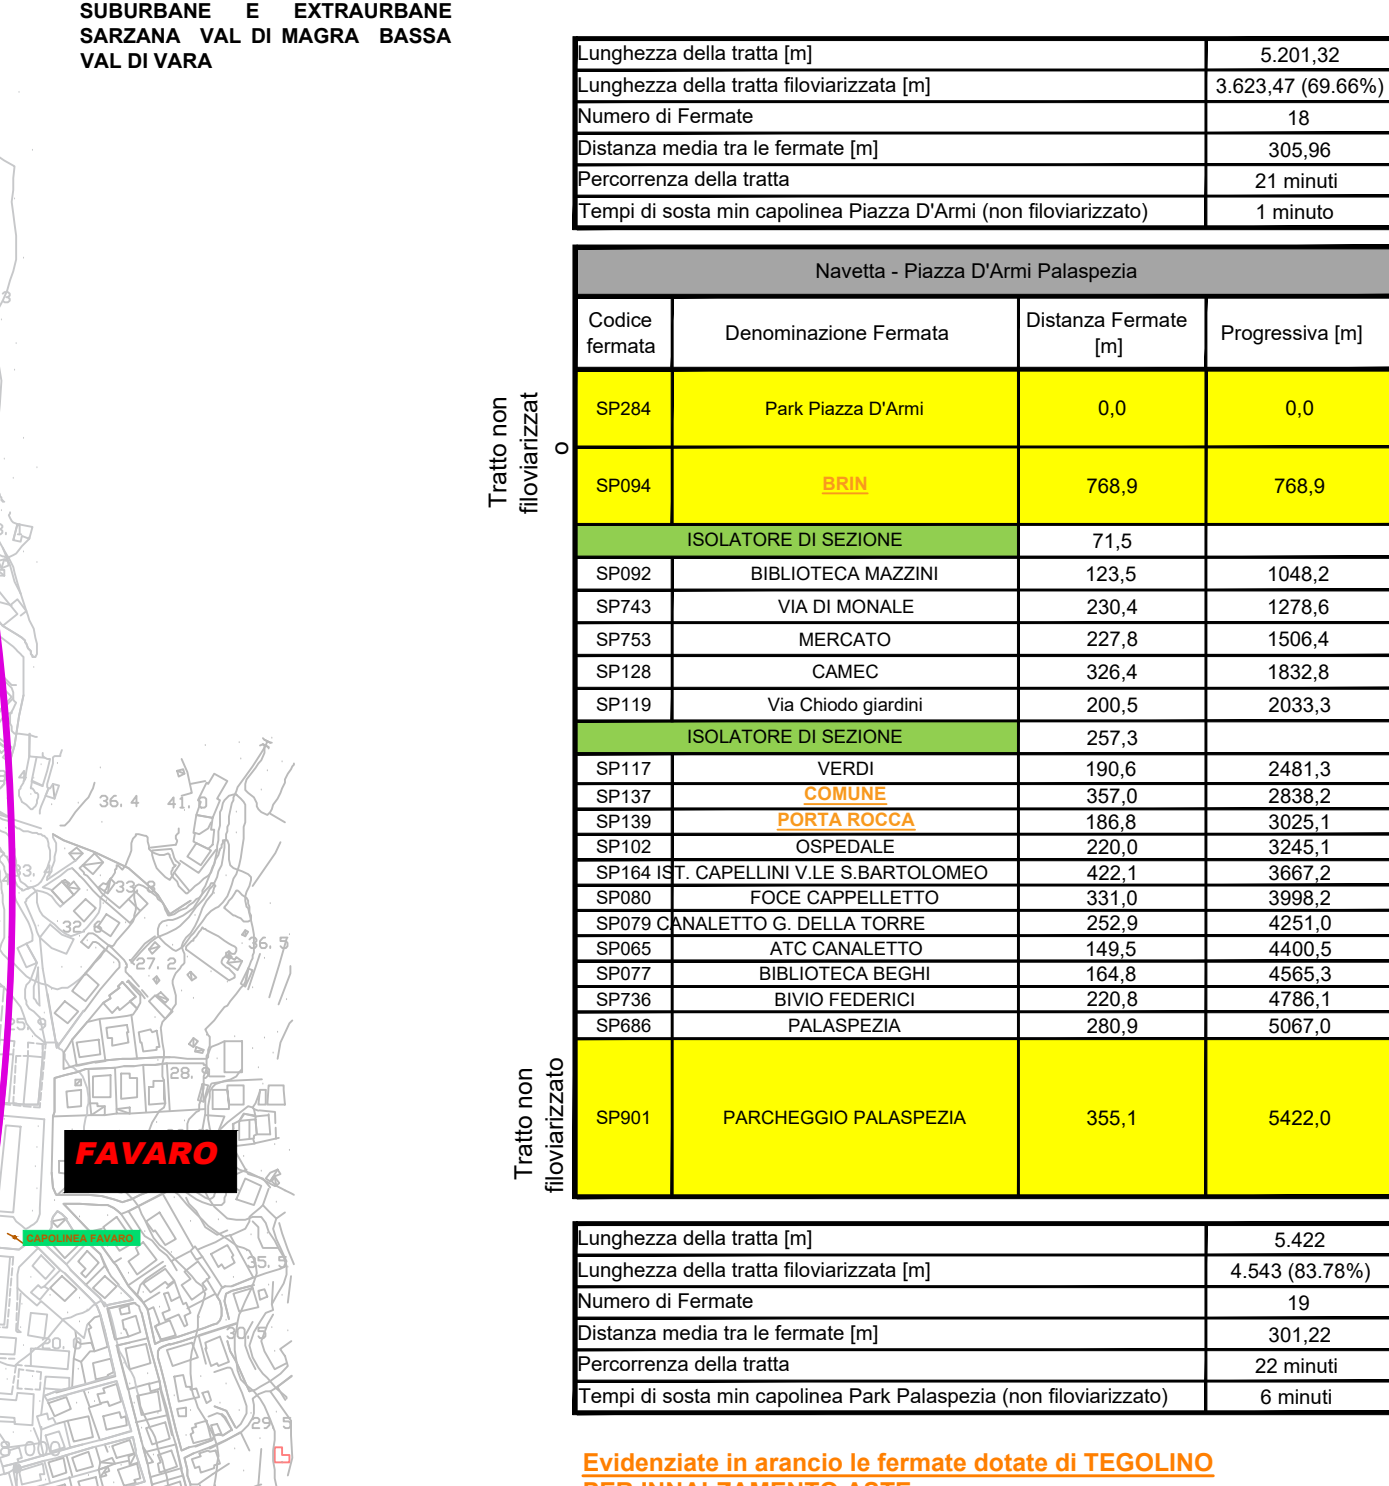 SUBURBANE E EXTRAURBANE
SARZANA VAL DI MAGRA BASSA
VAL DI VARA
Lunghezza della tratta [m] 5.201,32
Lunghezza della tratta filoviarizzata [m] 3.623,47 (69.66%)
Numero di Fermate 18
Distanza media tra le fermate [m] 305,96
Percorrenza della tratta 21 minuti
Tempi di sosta min capolinea Piazza D'Armi (non filoviarizzato) 1 minuto
Navetta - Piazza D'Armi Palaspezia
Codice fermata Denominazione Fermata Distanza Fermate [m] Progressiva [m]
Tratto non
filoviarizzat
o
SP284 Park Piazza D'Armi 0,0 0,0
SP094 BRIN 768,9 768,9
ISOLATORE DI SEZIONE 71,5
SP092 BIBLIOTECA MAZZINI 123,5 1048,2
SP743 VIA DI MONALE 230,4 1278,6
SP753 MERCATO 227,8 1506,4
SP128 CAMEC 326,4 1832,8
SP119 Via Chiodo giardini 200,5 2033,3
ISOLATORE DI SEZIONE 257,3
SP117 VERDI 190,6 2481,3
SP137 COMUNE 357,0 2838,2
SP139 PORTA ROCCA 186,8 3025,1
SP102 OSPEDALE 220,0 3245,1
SP164 IST. CAPELLINI V.LE S.BARTOLOMEO 422,1 3667,2
SP080 FOCE CAPPELLETTO 331,0 3998,2
SP079 CANALETTO G. DELLA TORRE 252,9 4251,0
SP065 ATC CANALETTO 149,5 4400,5
SP077 BIBLIOTECA BEGHI 164,8 4565,3
SP736 BIVIO FEDERICI 220,8 4786,1
SP686 PALASPEZIA 280,9 5067,0
Tratto non
filoviarizzato
SP901 PARCHEGGIO PALASPEZIA 355,1 5422,0
Lunghezza della tratta [m] 5.422
Lunghezza della tratta filoviarizzata [m] 4.543 (83.78%)
Numero di Fermate 19
Distanza media tra le fermate [m] 301,22
Percorrenza della tratta 22 minuti
Tempi di sosta min capolinea Park Palaspezia (non filoviarizzato) 6 minuti
Evidenziate in arancio le fermate dotate di TEGOLINO
PER INNALZAMENTO ASTE
36. 4
41. 0
33. 8
32. 6
36. 5
27. 2
28. 9
FAVARO
CAPOLINEA FAVARO
35. 5
30. 5
20. 6
29. 5